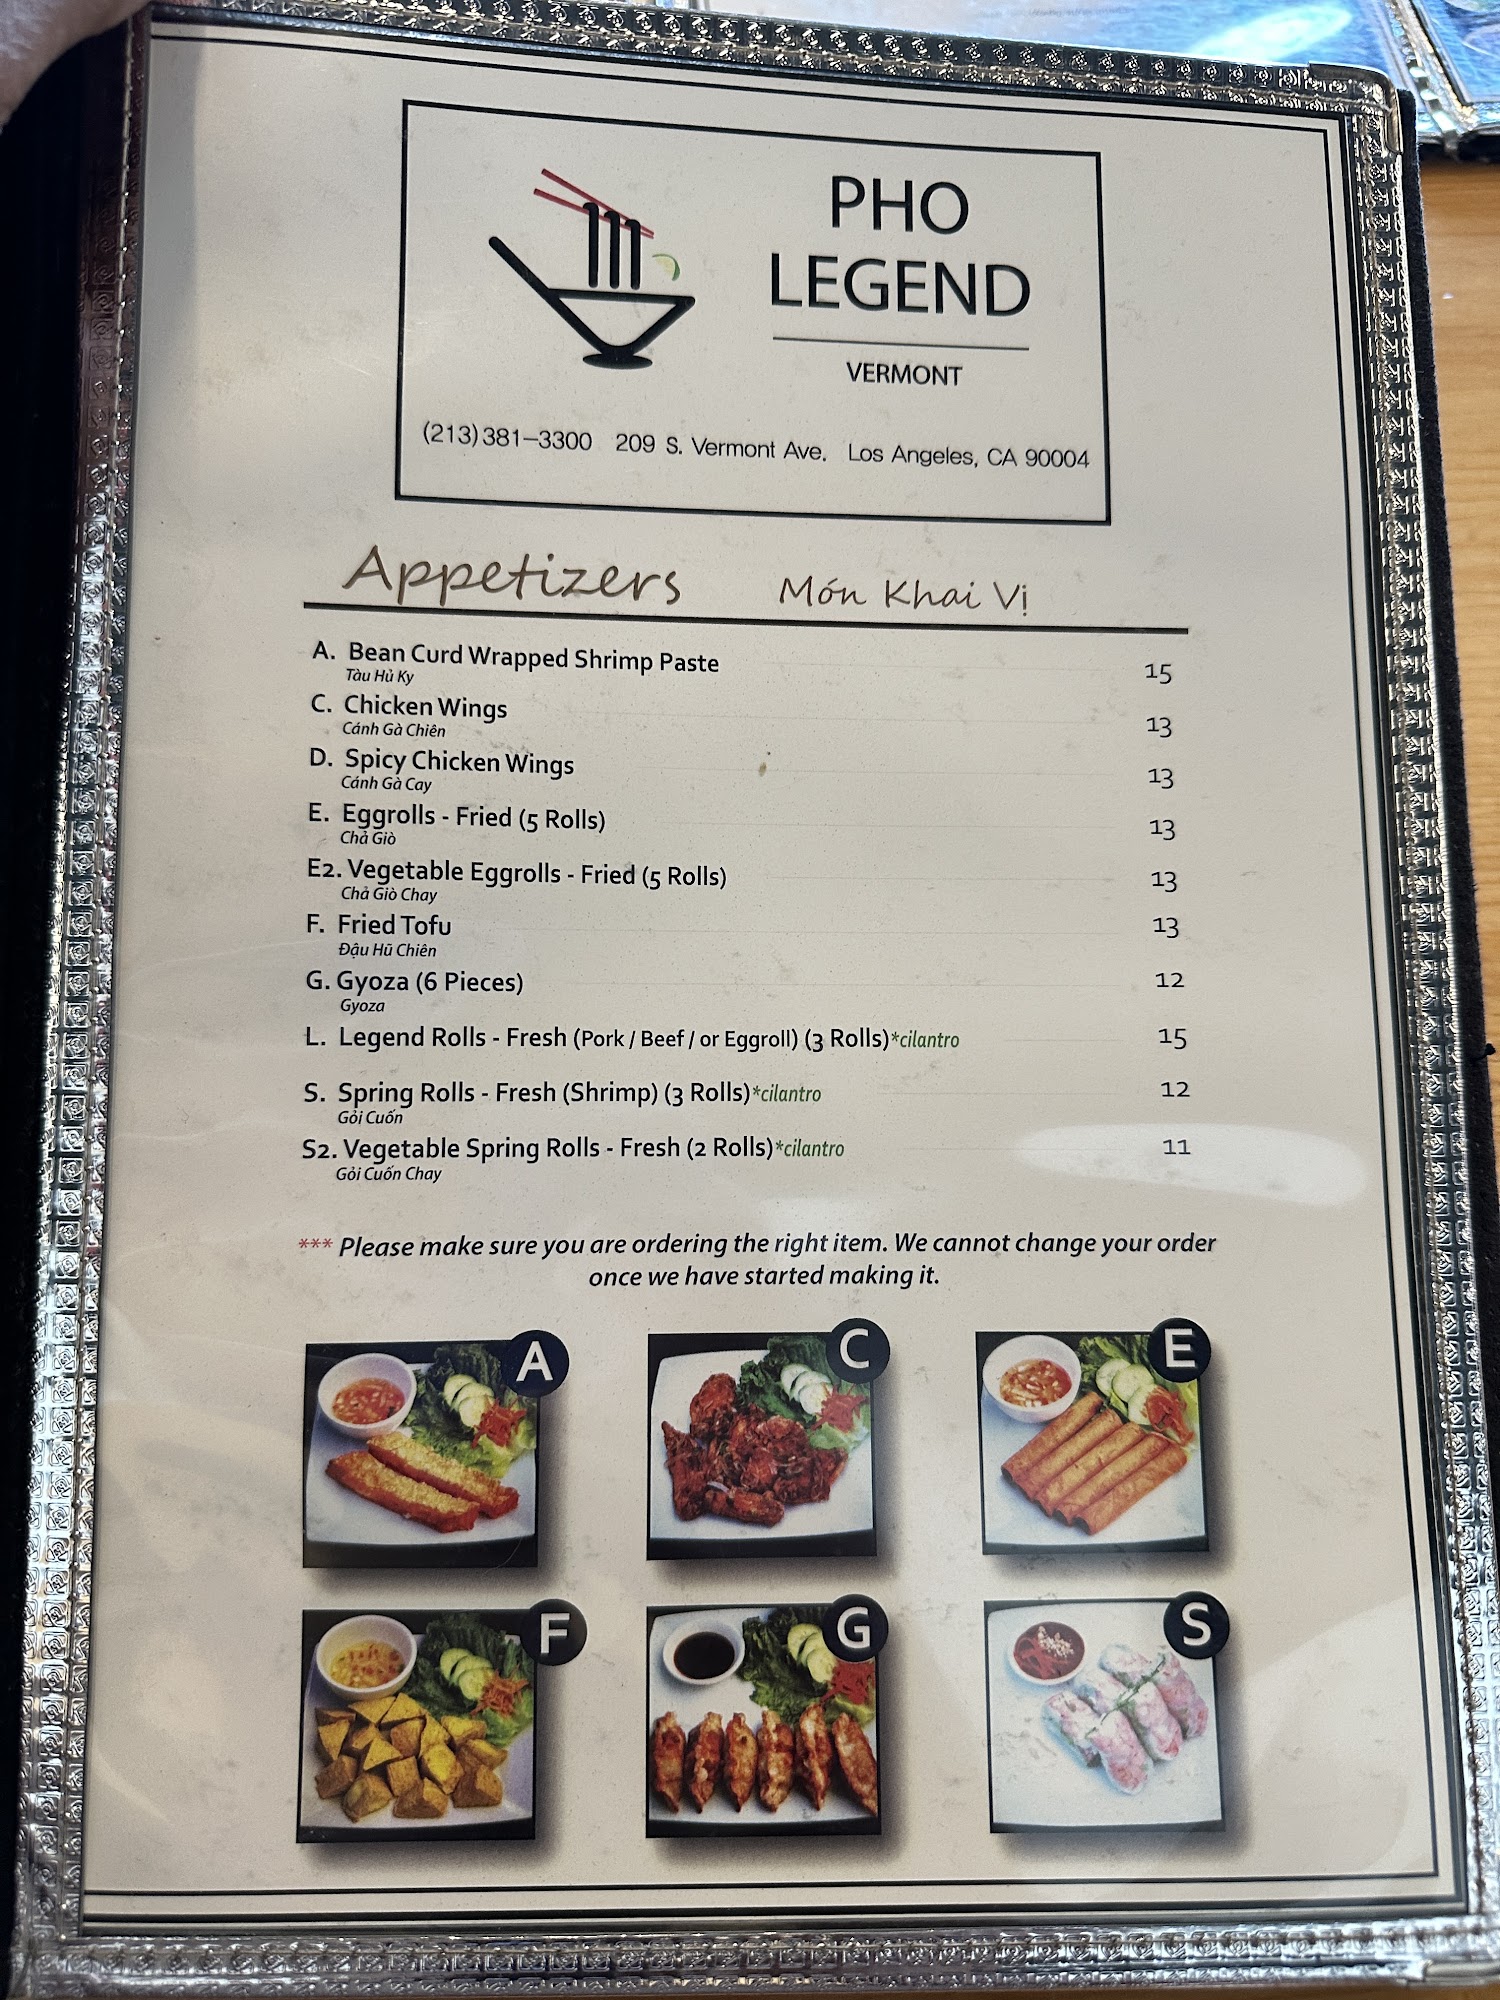 PHO
LEGEND
VERMONT
(213)381-3300 209 S. Vermont Ave. Los Angeles, CA 90004
Appetizers Món Khai Vị
A. Bean Curd Wrapped Shrimp Paste 15
Tàu Hủ Ky
C. Chicken Wings 13
Cánh Gà Chiên
D. Spicy Chicken Wings 13
Cánh Gà Cay
E. Eggrolls - Fried (5 Rolls) 13
Chả Giò
E2. Vegetable Eggrolls - Fried (5 Rolls) 13
Chả Giò Chay
F. Fried Tofu 13
Đậu Hũ Chiên
G. Gyoza (6 Pieces) 12
Gyoza
L. Legend Rolls - Fresh (Pork / Beef / or Eggroll) (3 Rolls)*cilantro 15
S. Spring Rolls - Fresh (Shrimp) (3 Rolls)*cilantro 12
Gỏi Cuốn
S2. Vegetable Spring Rolls - Fresh (2 Rolls)*cilantro 11
Gỏi Cuốn Chay
*** Please make sure you are ordering the right item. We cannot change your order
once we have started making it.
A C E
F G S